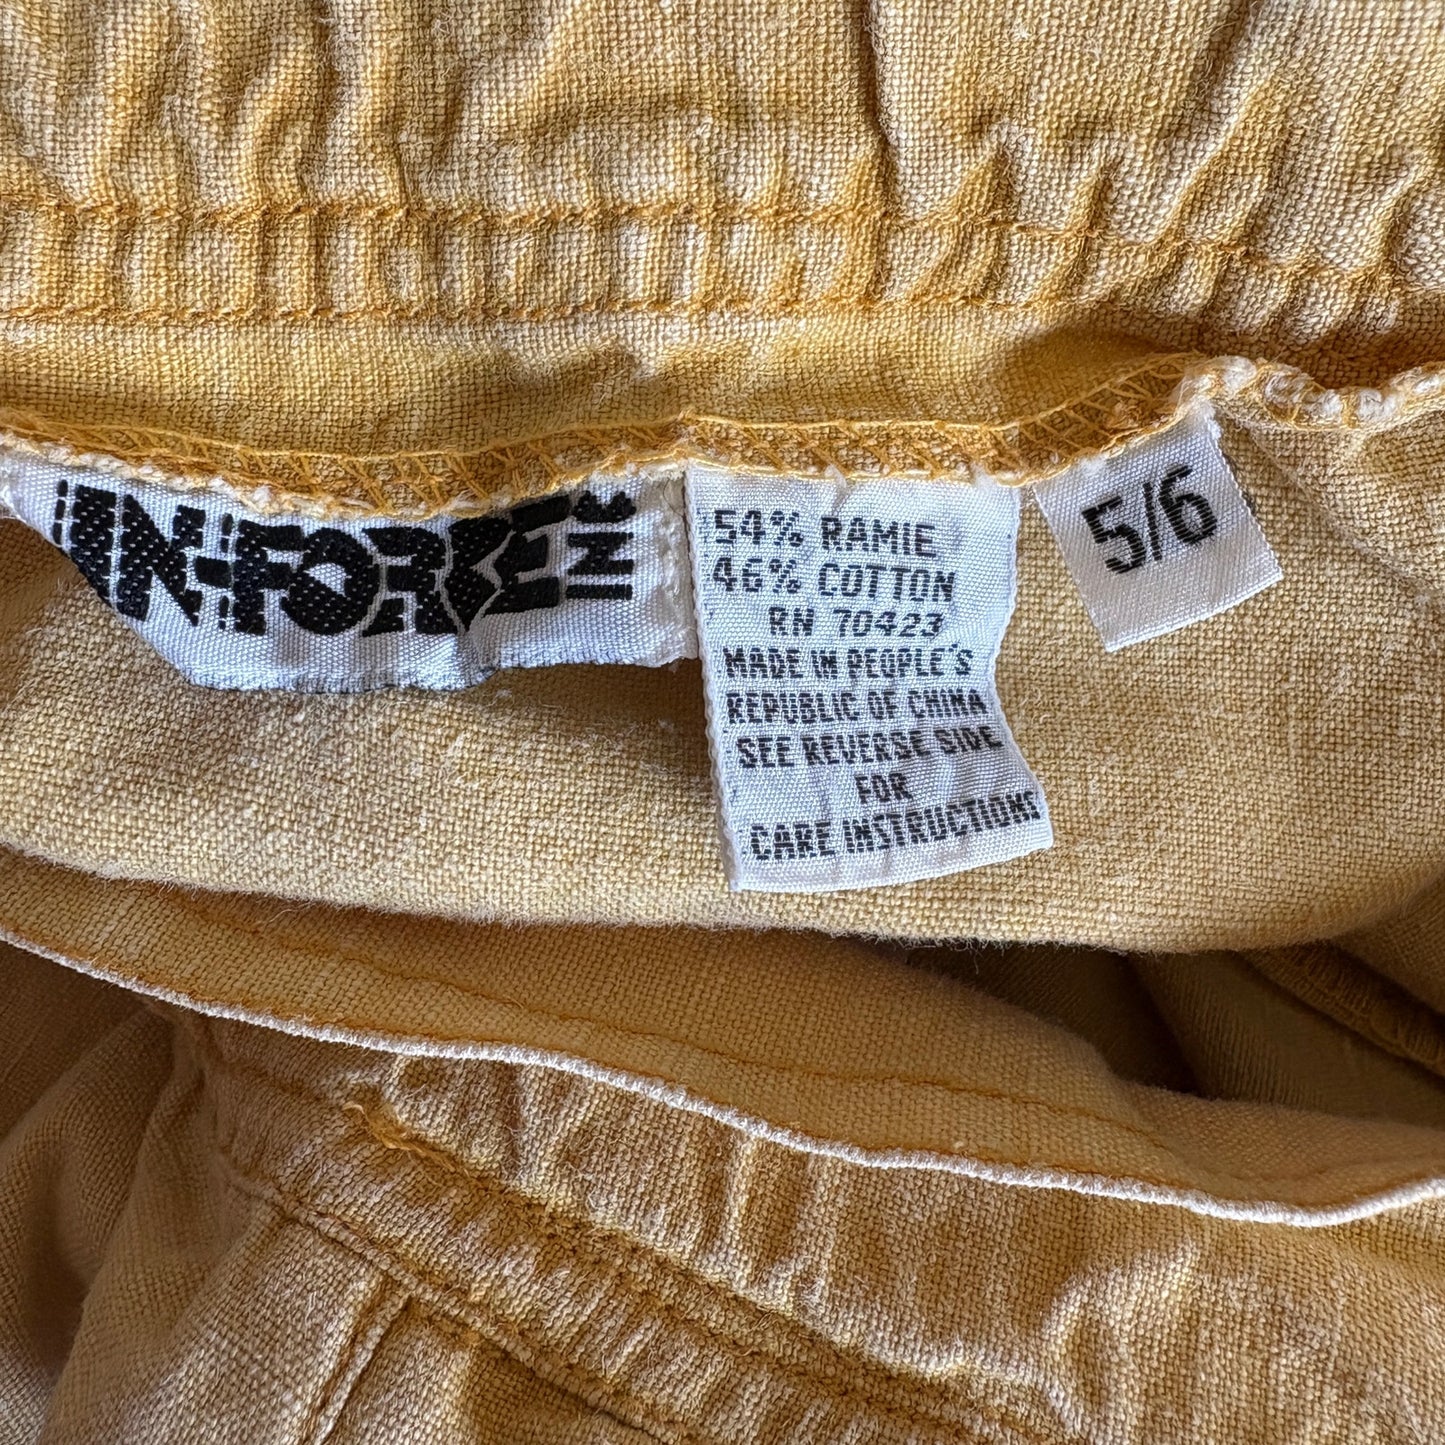 IN-FORCE INC
54% RAMIE
46% COTTON
RN 70423
MADE IN PEOPLE'S
REPUBLIC OF CHINA
SEE REVERSE SIDE
FOR
CARE INSTRUCTIONS
5/6